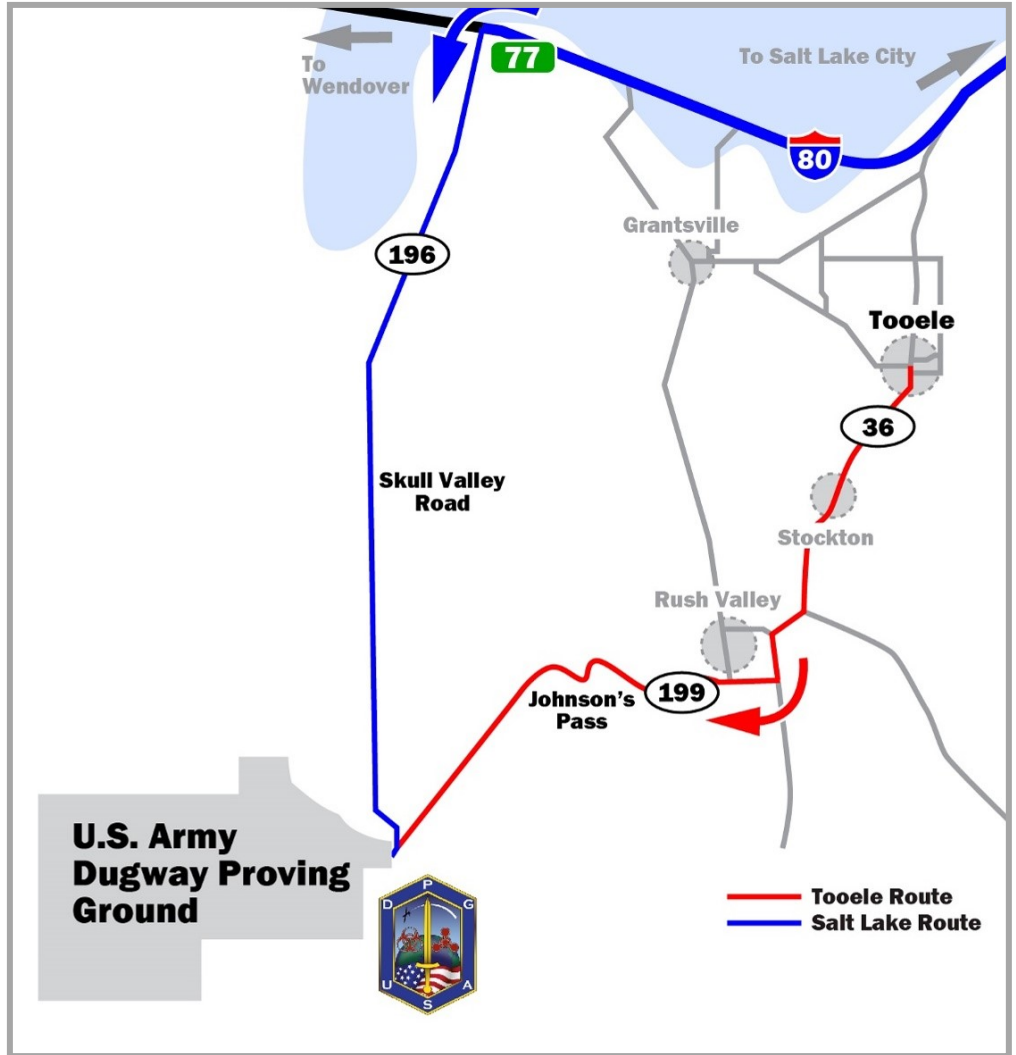 To
Wendover
77
To Salt Lake City
80
Grantsville
196
Tooele
36
Skull Valley
Road
Stockton
Rush Valley
199
Johnson's
Pass
U.S. Army
Dugway Proving
Ground
D P G
U S A
Tooele Route
Salt Lake Route